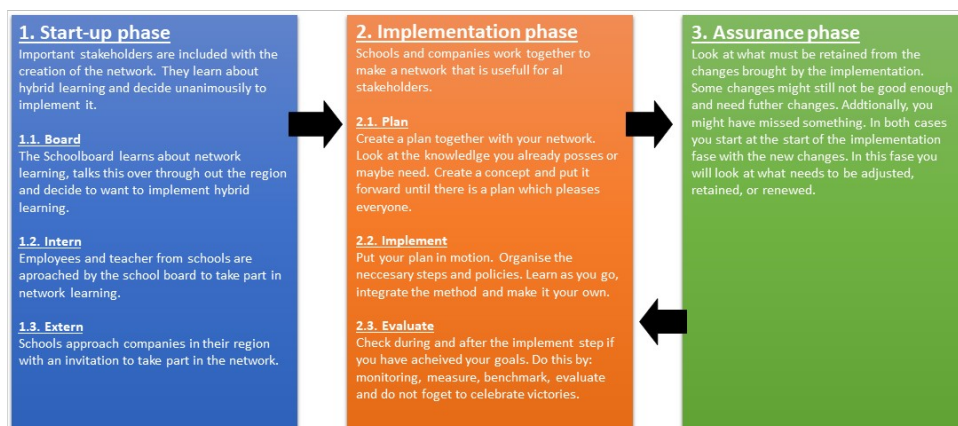 1. Start-up phase
Important stakeholders are included with the
creation of the network. They learn about
hybrid learning and decide unanimousily to
implement it.
1.1. Board
The Schoolboard learns about network
learning, talks this over through out the region
and decide to want to implement hybrid
learning.
1.2. Intern
Employees and teacher from schools are
aproached by the school board to take part in
network learning.
1.3. Extern
Schools approach companies in their region
with an invitation to take part in the network.
2. Implementation phase
Schools and companies work together to
make a network that is usefull for al
stakeholders.
2.1. Plan
Create a plan together with your network.
Look at the knowledlge you already posses or
maybe need. Create a concept and put it
forward until there is a plan which pleases
everyone.
2.2. Implement
Put your plan in motion. Organise the
neccesary steps and policies. Learn as you go,
integrate the method and make it your own.
2.3. Evaluate
Check during and after the implement step if
you have acheived your goals. Do this by:
monitoring, measure, benchmark, evaluate
and do not foget to celebrate victories.
3. Assurance phase
Look at what must be retained from the
changes brought by the implementation.
Some changes might still not be good enough
and need futher changes. Addtionally, you
might have missed something. In both cases
you start at the start of the implementation
fase with the new changes. In this fase you
will look at what needs to be adjusted,
retained, or renewed.